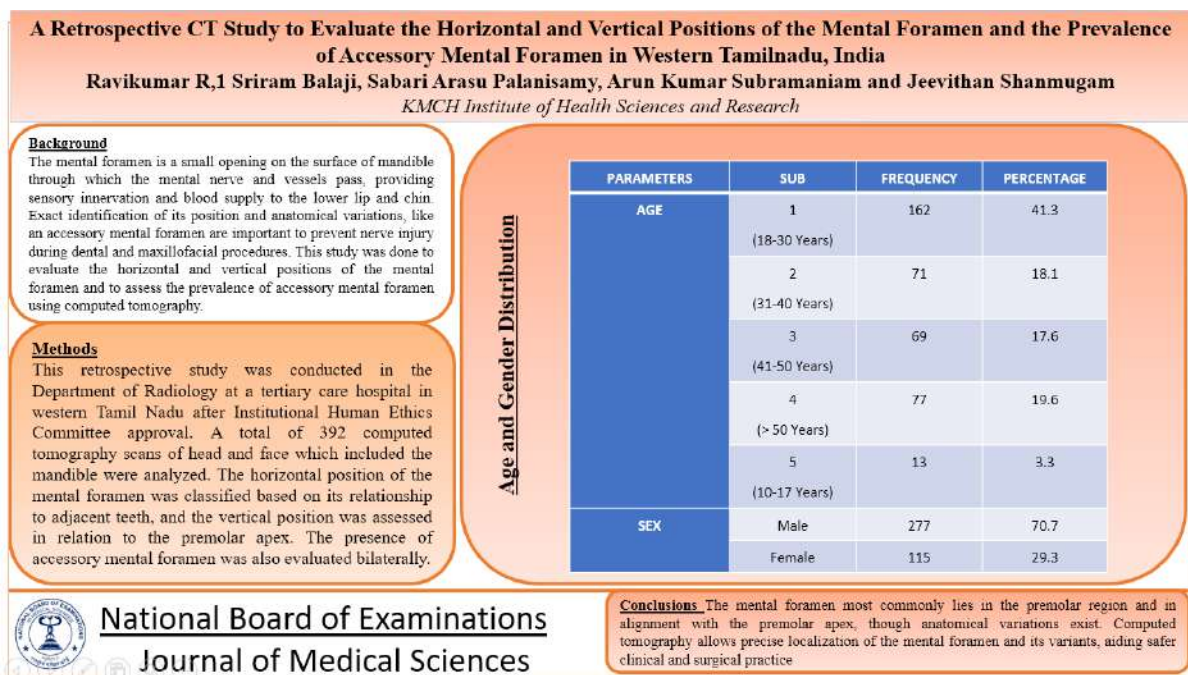 A Retrospective CT Study to Evaluate the Horizontal and Vertical Positions of the Mental Foramen and the Prevalence
of Accessory Mental Foramen in Western Tamilnadu, India
Ravikumar R,1 Sriram Balaji, Sabari Arasu Palanisamy, Arun Kumar Subramaniam and Jeevithan Shanmugam
KMCH Institute of Health Sciences and Research
Background
The mental foramen is a small opening on the surface of mandible
through which the mental nerve and vessels pass, providing
sensory innervation and blood supply to the lower lip and chin.
Exact identification of its position and anatomical variations, like
an accessory mental foramen are important to prevent nerve injury
during dental and maxillofacial procedures. This study was done to
evaluate the horizontal and vertical positions of the mental
foramen and to assess the prevalence of accessory mental foramen
using computed tomography.
Methods
This retrospective study was conducted in the
Department of Radiology at a tertiary care hospital in
western Tamil Nadu after Institutional Human Ethics
Committee approval. A total of 392 computed
tomography scans of head and face which included the
mandible were analyzed. The horizontal position of the
mental foramen was classified based on its relationship
to adjacent teeth, and the vertical position was assessed
in relation to the premolar apex. The presence of
accessory mental foramen was also evaluated bilaterally.
Age and Gender Distribution
PARAMETERS SUB FREQUENCY PERCENTAGE
AGE 1 162 41.3
(18-30 Years)
2 71 18.1
(31-40 Years)
3 69 17.6
(41-50 Years)
4 77 19.6
(> 50 Years)
5 13 3.3
(10-17 Years)
SEX Male 277 70.7
Female 115 29.3
National Board of Examinations
Journal of Medical Sciences
Conclusions The mental foramen most commonly lies in the premolar region and in
alignment with the premolar apex, though anatomical variations exist. Computed
tomography allows precise localization of the mental foramen and its variants, aiding safer
clinical and surgical practice